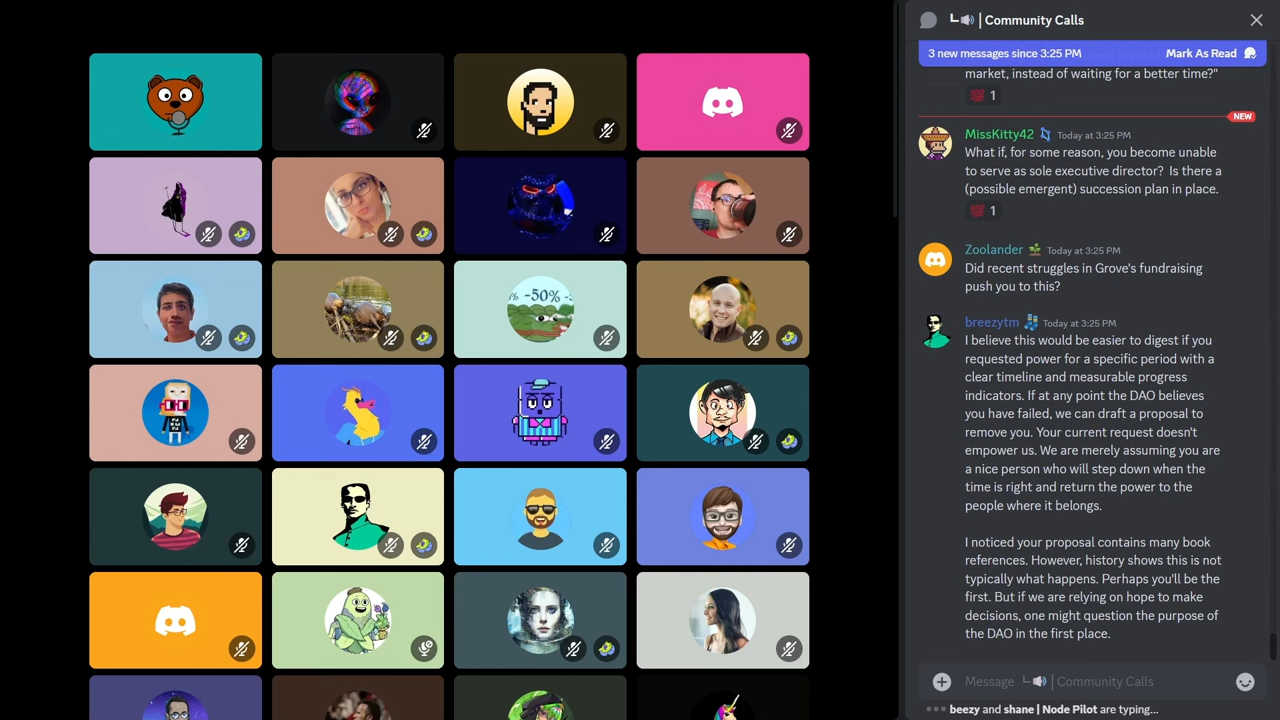 -50%
Community Calls
3 new messages since 3:25 PM
Mark As Read
market, instead of waiting for a better time?"
1
NEW
MissKitty42 Today at 3:25 PM
What if, for some reason, you become unable
to serve as sole executive director? Is there a
(possible emergent) succession plan in place.
1
Zoolander Today at 3:25 PM
Did recent struggles in Grove's fundraising
push you to this?
breezytm Today at 3:25 PM
I believe this would be easier to digest if you
requested power for a specific period with a
clear timeline and measurable progress
indicators. If at any point the DAO believes
you have failed, we can draft a proposal to
remove you. Your current request doesn't
empower us. We are merely assuming you are
a nice person who will step down when the
time is right and return the power to the
people where it belongs.
I noticed your proposal contains many book
references. However, history shows this is not
typically what happens. Perhaps you'll be the
first. But if we are relying on hope to make
decisions, one might question the purpose of
the DAO in the first place.
Message Community Calls
beezy and shane | Node Pilot are typing...